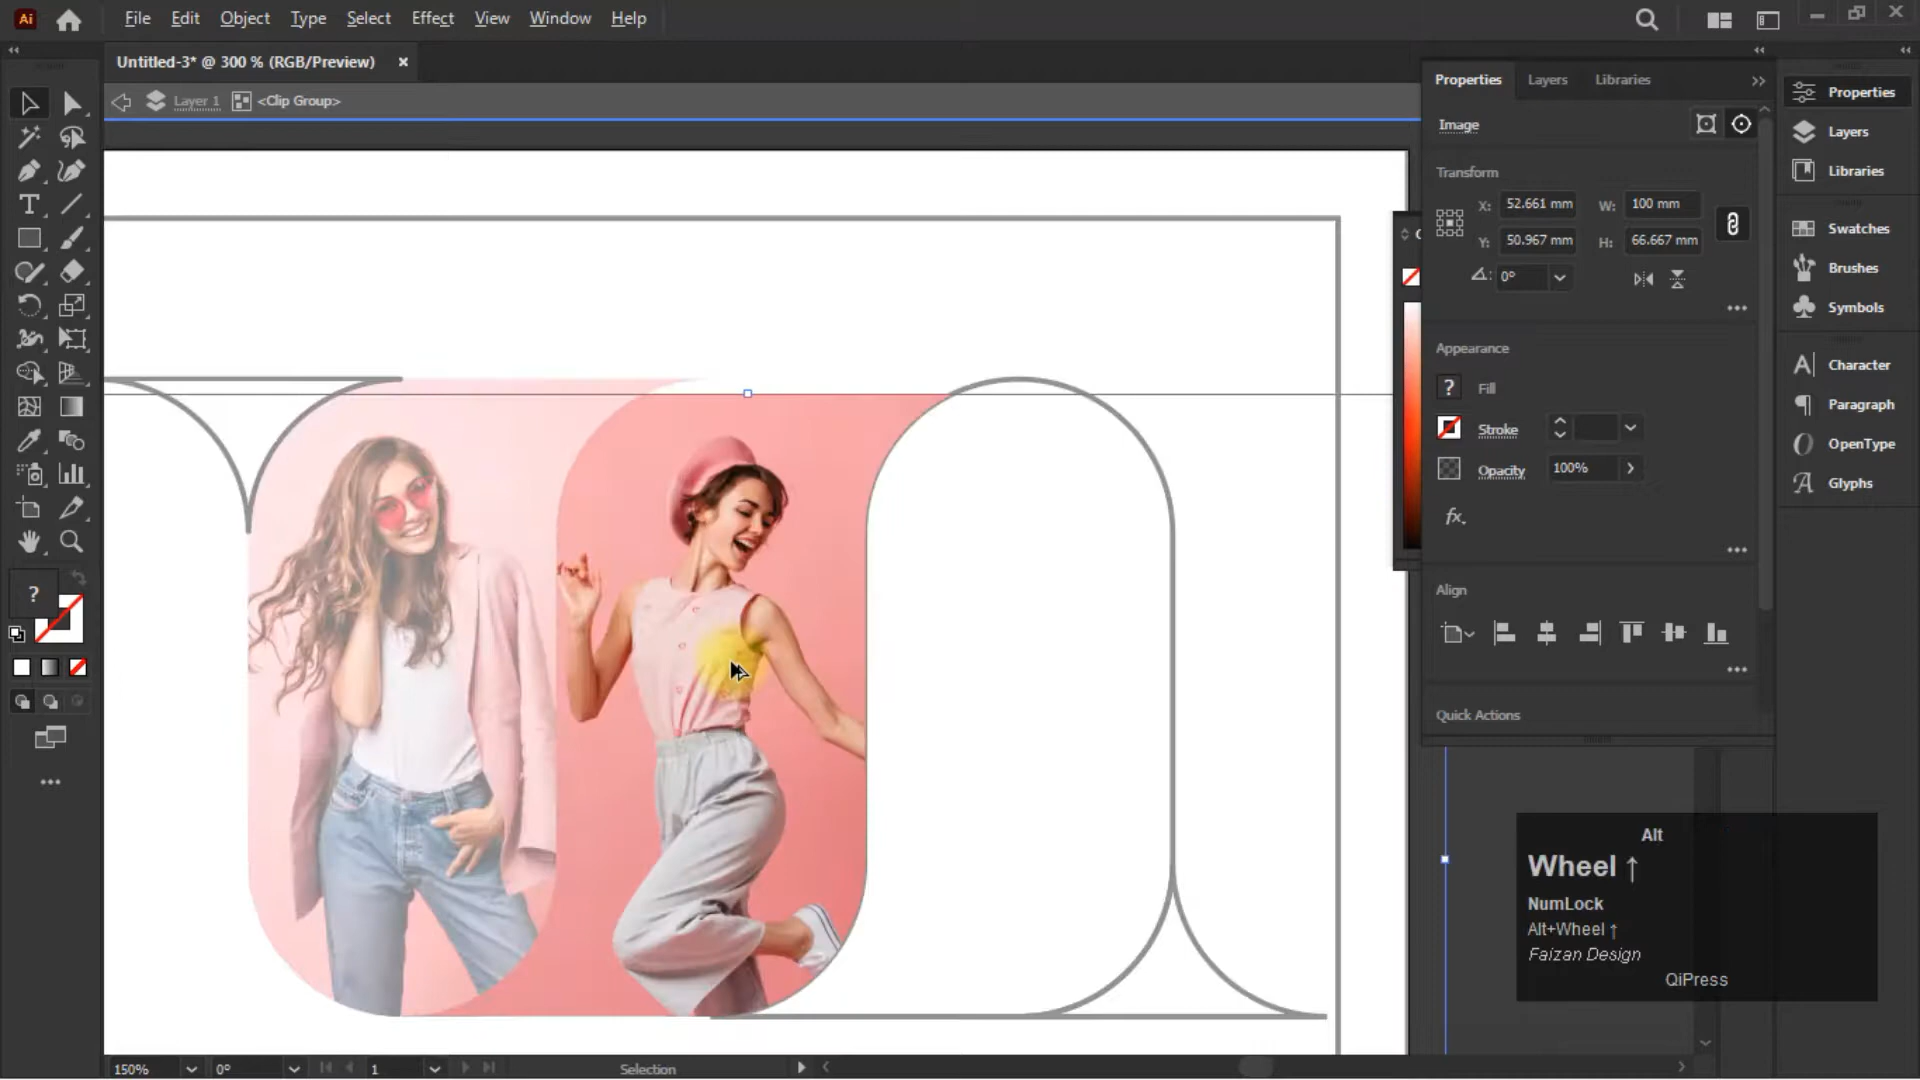 Ai
File Edit Object Type Select Effect View Window Help
Untitled-3* @ 300 % (RGB/Preview) ×
Layer 1 <Clip Group>
Properties Layers Libraries
Image
Transform
X: 52.661 mm W: 100 mm
Y: 50.967 mm H: 66.667 mm
0°
Appearance
? Fill
Stroke
Opacity 100%
fx.
Align
Quick Actions
Properties
Layers
Libraries
Swatches
Brushes
Symbols
Character
Paragraph
OpenType
Glyphs
?
Alt
Wheel ↑
NumLock
Alt+Wheel ↑
Faizan Design
QiPress
150% 0° 1 Selection